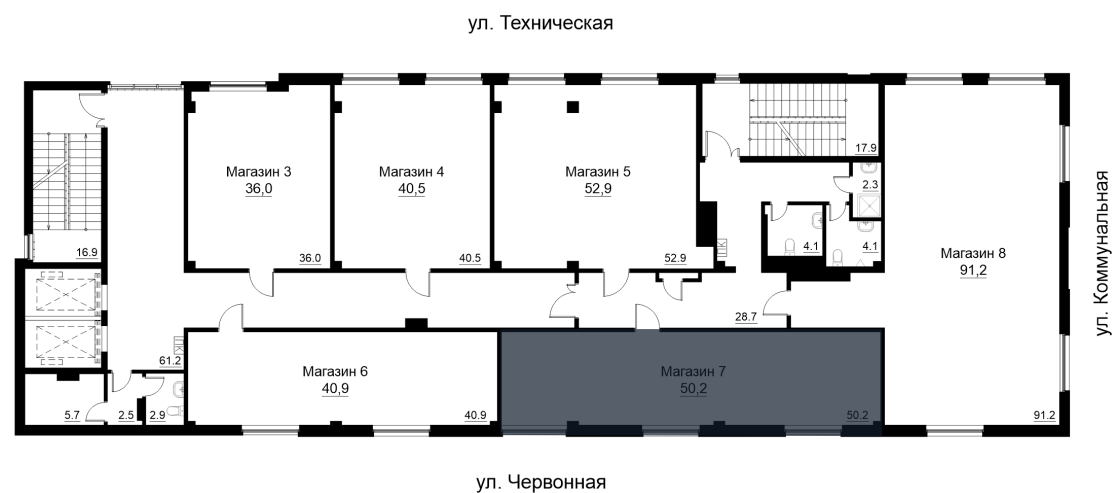 ул. Техническая
17.9
Магазин 3
36,0
Магазин 4
40,5
Магазин 5
52,9
2.3
ул. Коммунальная
16.9
36.0
40.5
52.9
ПК
4.1
4.1
Магазин 8
91,2
28.7
ПК
61.2
Магазин 6
40,9
Магазин 7
50,2
5.7
2.5
2.9
40.9
50.2
91.2
ул. Червонная